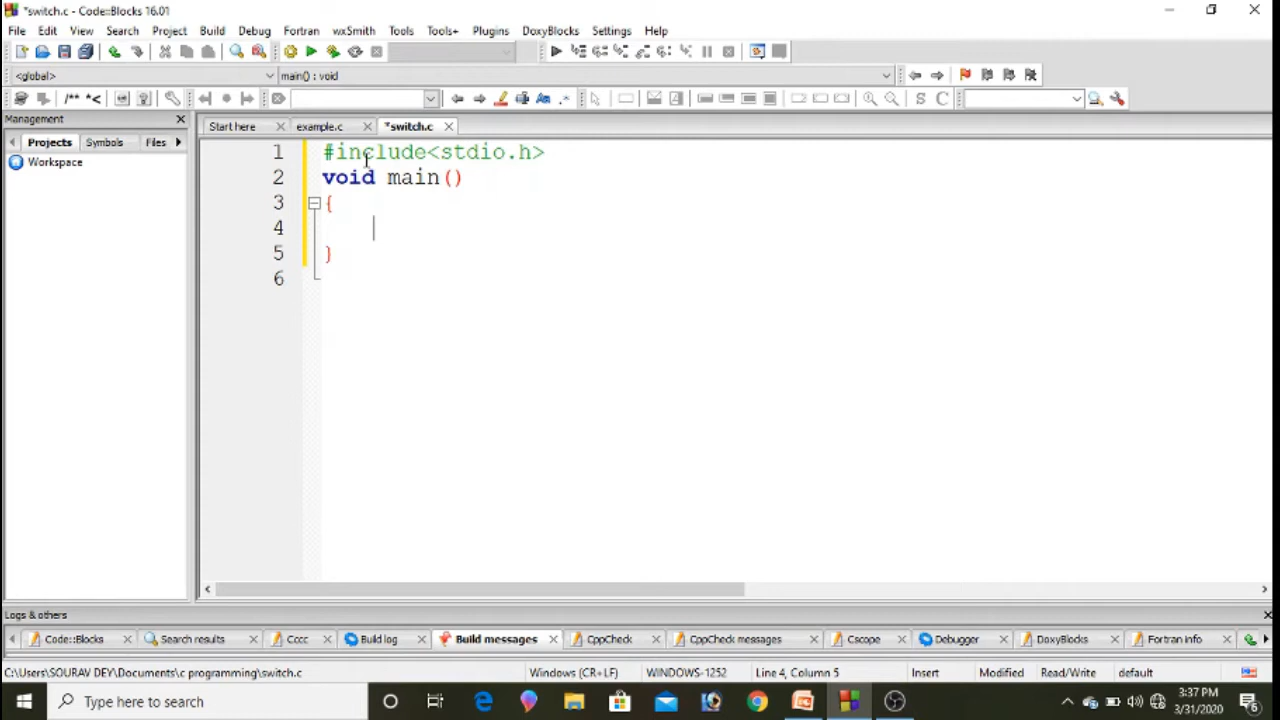 *switch.c - Code::Blocks 16.01
File Edit View Search Project Build Debug Fortran wxSmith Tools Tools+ Plugins DoxyBlocks Settings Help
<global> main() : void
/** *<
S C
Management
Projects Symbols Files
Workspace
Start here example.c *switch.c
1 #include<stdio.h>
2 void main()
3 {
4
5 }
6
Logs & others
Code::Blocks Search results Cccc Build log Build messages CppCheck CppCheck messages Cscope Debugger DoxyBlocks Fortran info
C:\Users\SOURAV DEY\Documents\c programming\switch.c Windows (CR+LF) WINDOWS-1252 Line 4, Column 5 Insert Modified Read/Write default
Type here to search
3:37 PM
3/31/2020
6